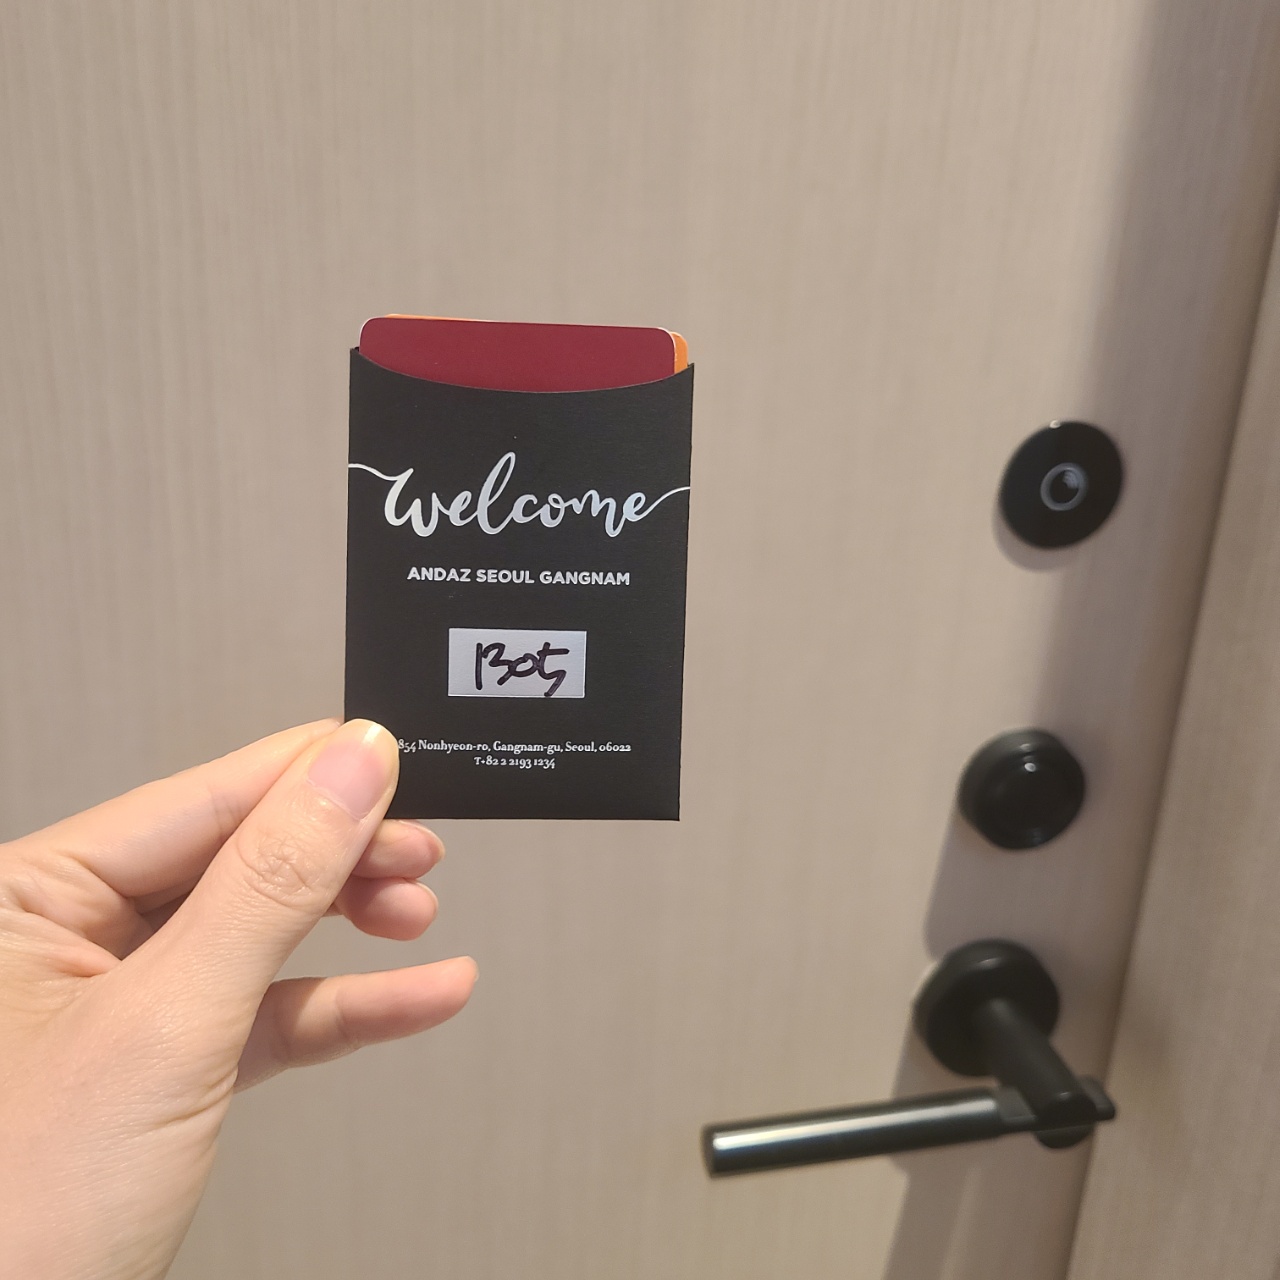 welcome
ANDAZ SEOUL GANGNAM
1305
854 Nonhyeon-ro, Gangnam-gu, Seoul, 06022
T+82 2 2193 1234